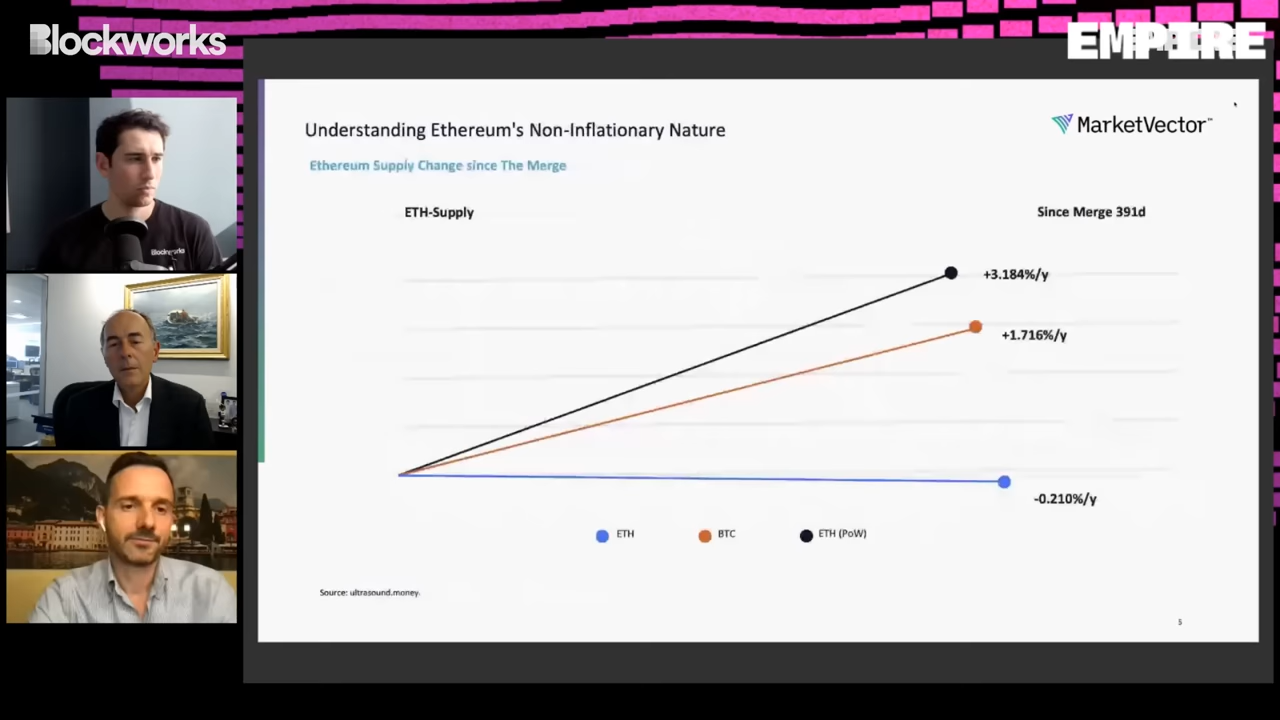 Blockworks
EMPIRE
Understanding Ethereum's Non-Inflationary Nature
MarketVector™
Ethereum Supply Change since The Merge
ETH-Supply
Since Merge 391d
+3.184%/y
+1.716%/y
-0.210%/y
ETH
BTC
ETH (PoW)
Source: ultrasound.money.
5
Blockworks